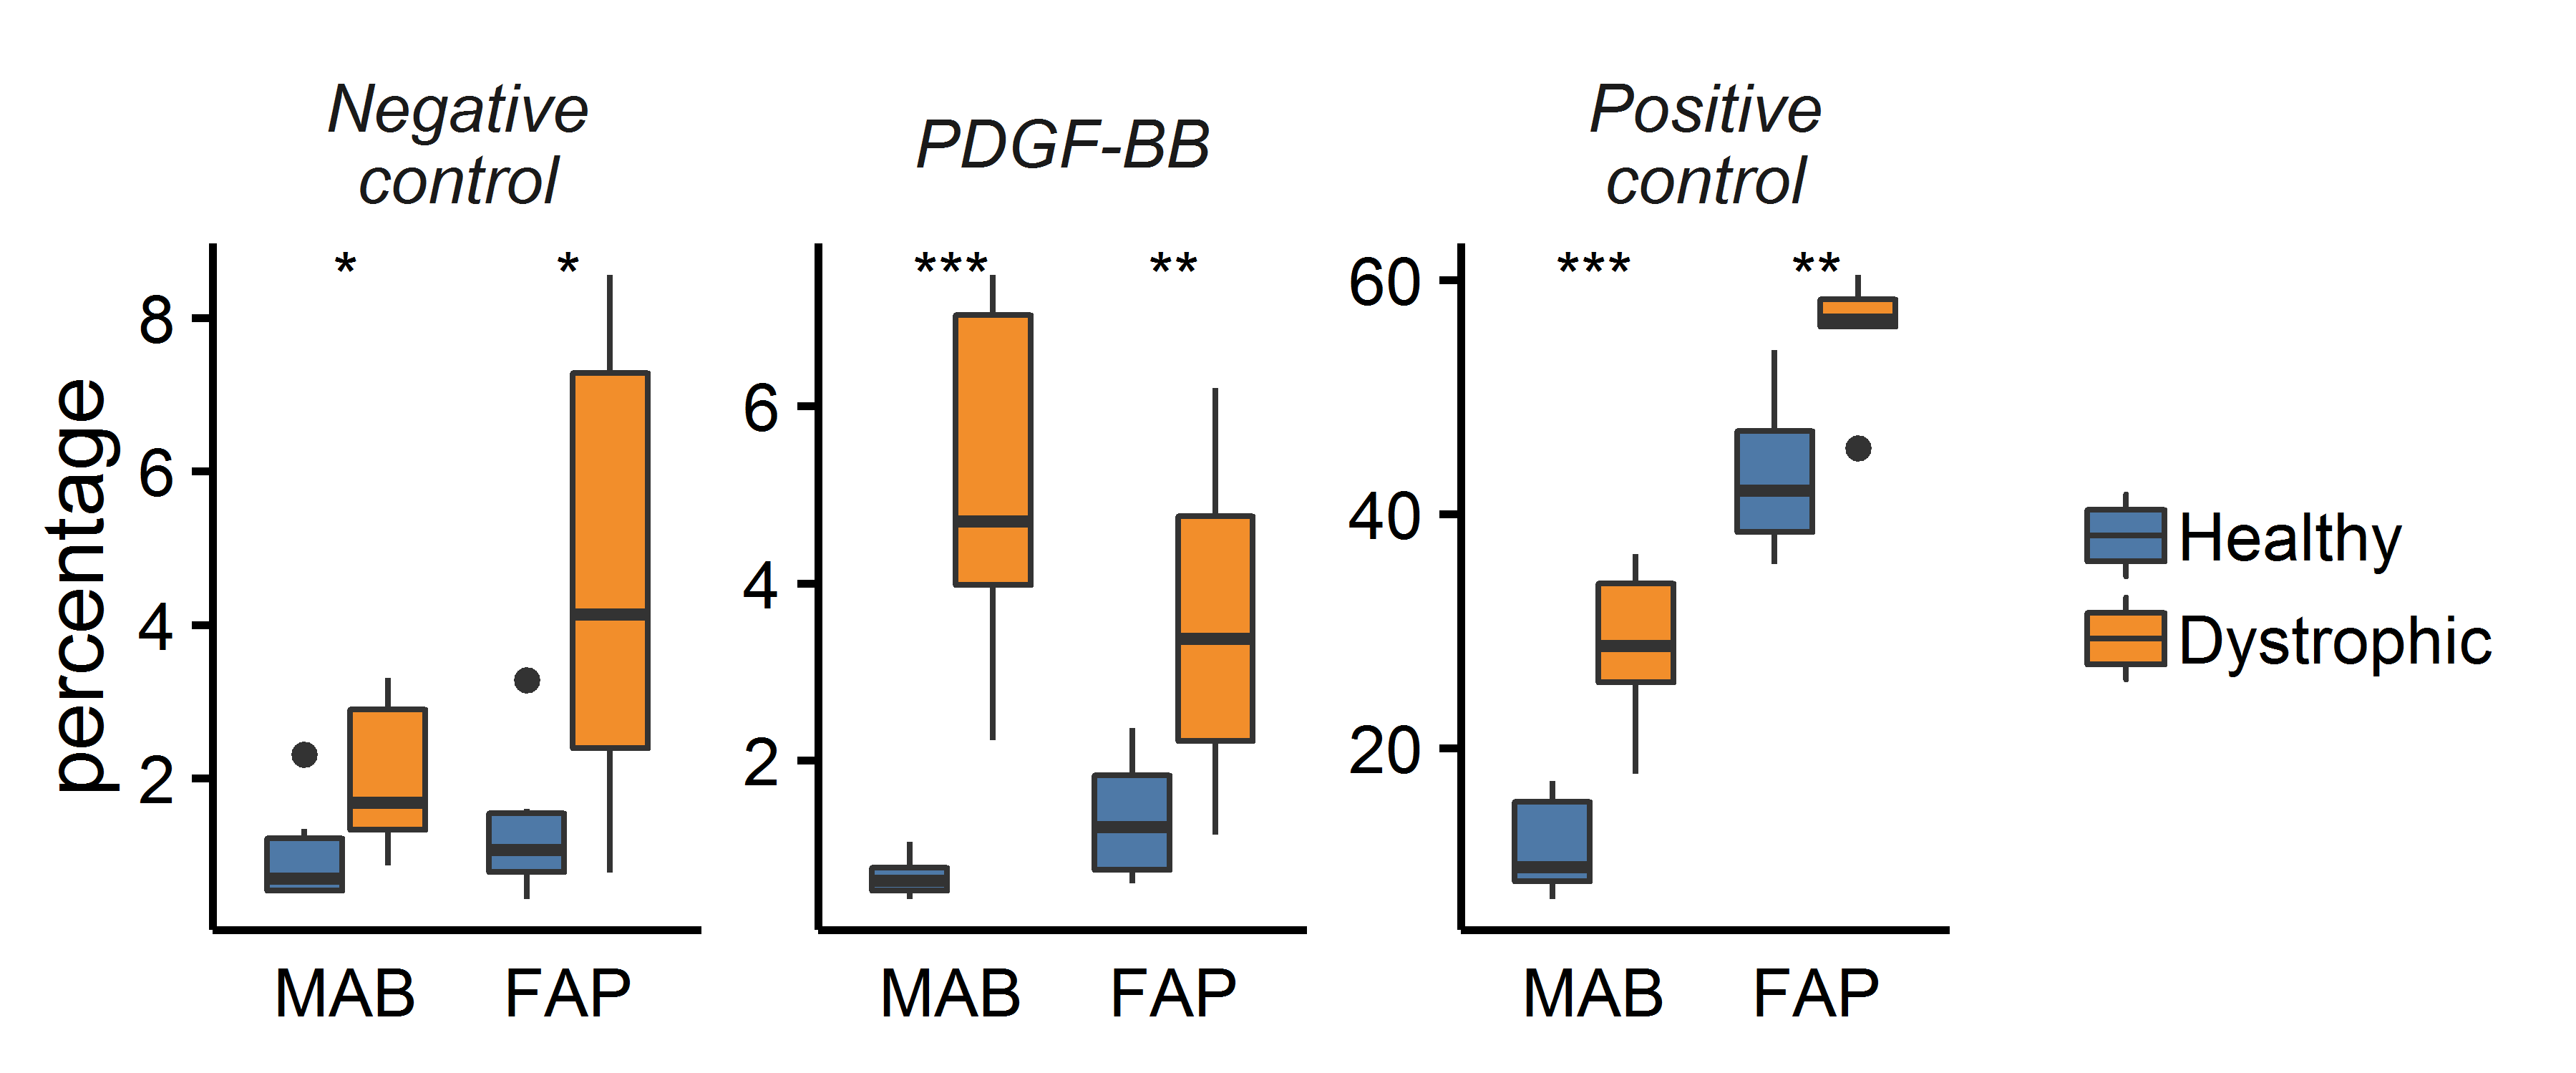 Negative
control
PDGF-BB
Positive
control
percentage
* *
8
6
4
2
MAB FAP
*** **
6
4
2
MAB FAP
*** **
60
40
20
MAB FAP
Healthy
Dystrophic